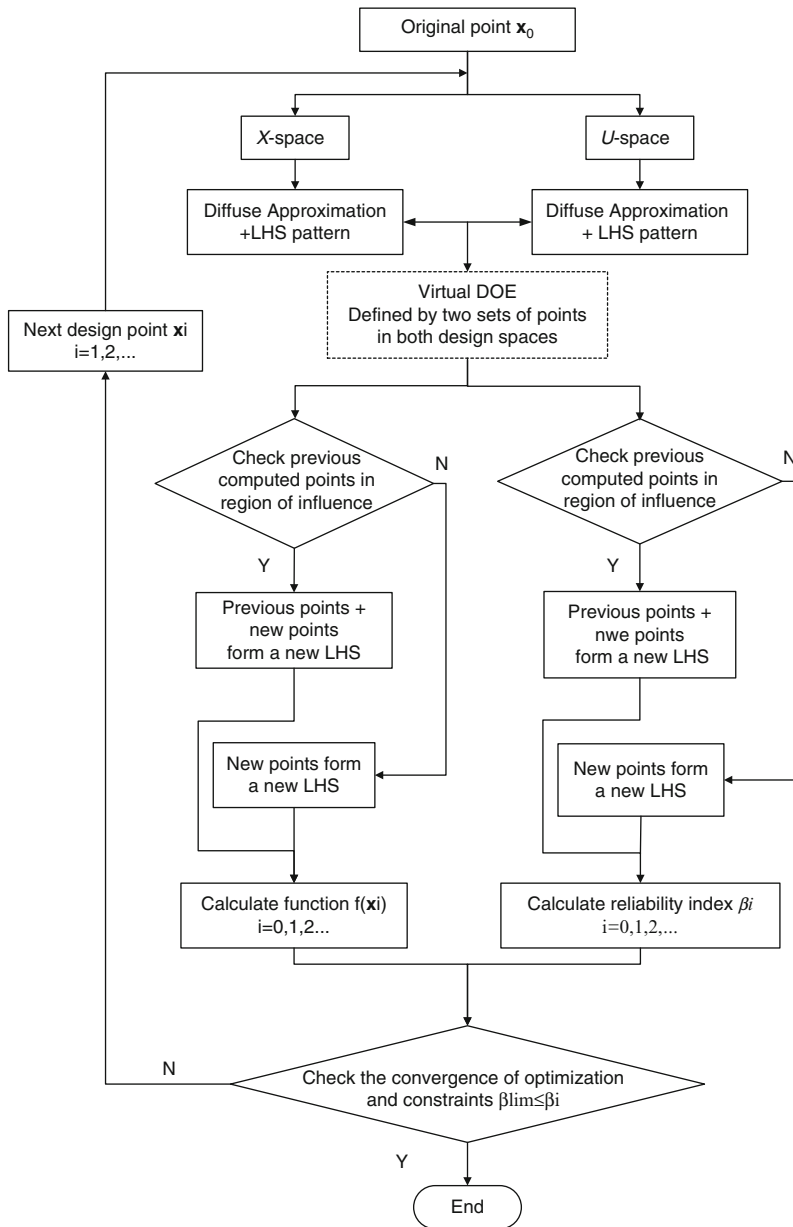 Original point x₀
X-space
U-space
Diffuse Approximation
+LHS pattern
Diffuse Approximation
+ LHS pattern
Virtual DOE
Defined by two sets of points
in both design spaces
Next design point xi
i=1,2,...
Check previous
computed points in
region of influence
N
Y
Check previous
computed points in
region of influence
N
Y
Previous points +
new points
form a new LHS
Previous points +
nwe points
form a new LHS
New points form
a new LHS
New points form
a new LHS
Calculate function f(xi)
i=0,1,2...
Calculate reliability index βi
i=0,1,2,...
N
Check the convergence of optimization
and constraints βlim≤βi
Y
End